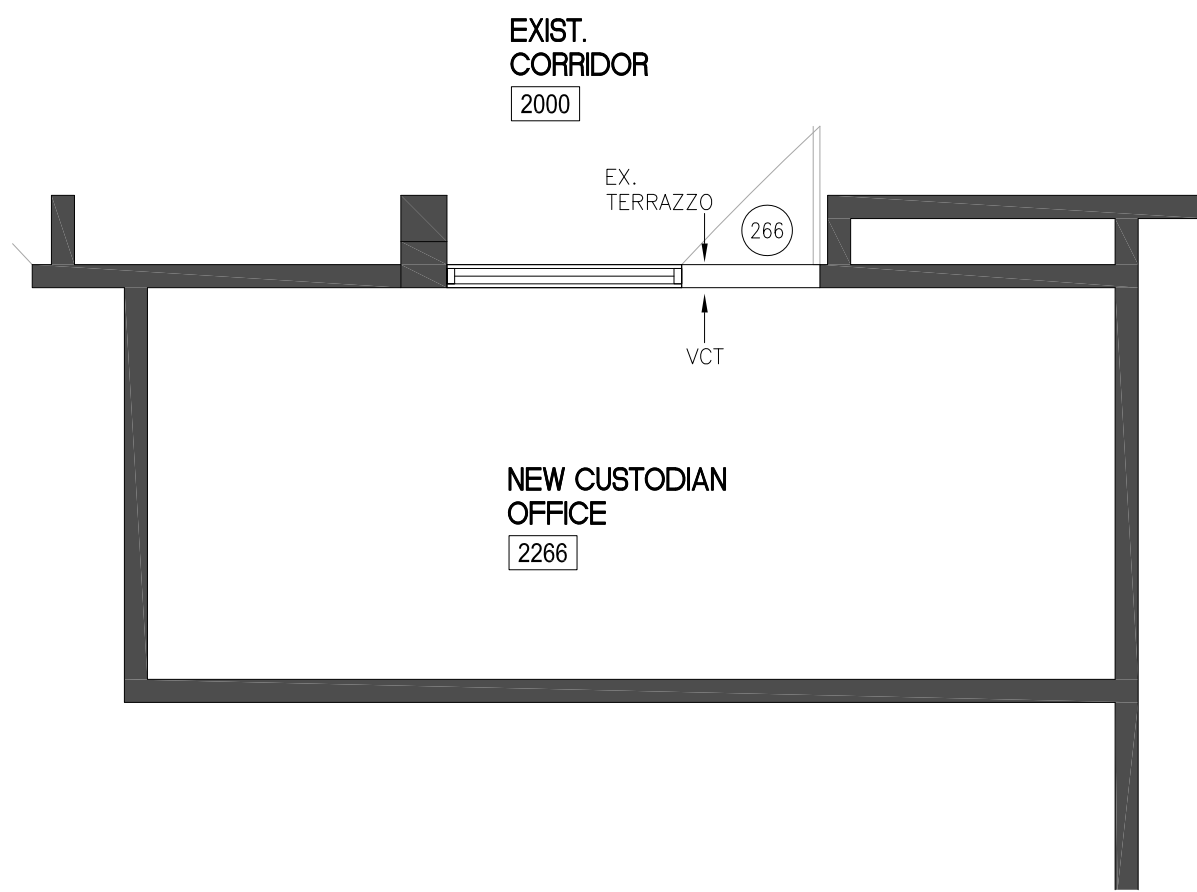 EXIST.
CORRIDOR
2000
EX.
TERRAZZO
266
VCT
NEW CUSTODIAN
OFFICE
2266